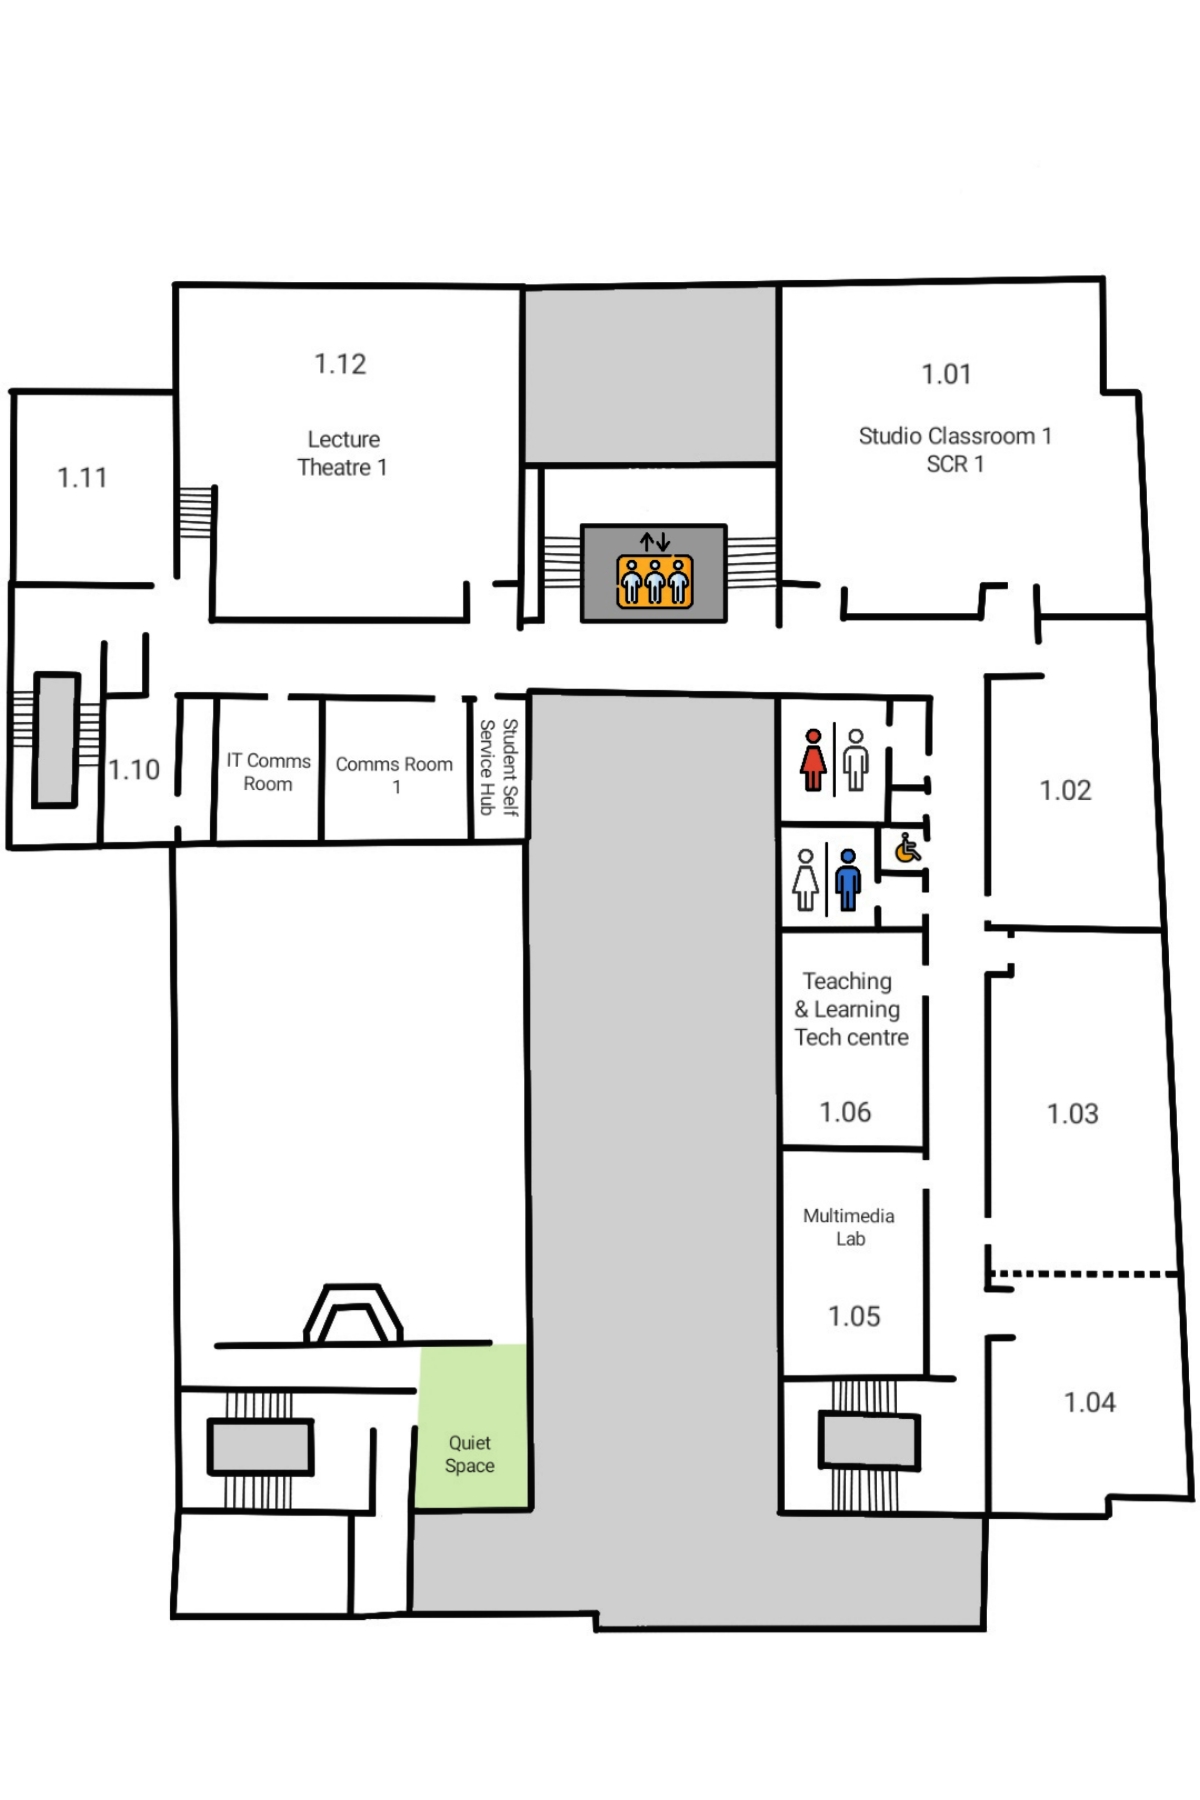 1.12
Lecture
Theatre 1
1.01
Studio Classroom 1
SCR 1
1.11
1.10
IT Comms
Room
Comms Room
1
Student Self
Service Hub
1.02
Teaching
& Learning
Tech centre
1.06
1.03
Multimedia
Lab
1.05
1.04
Quiet
Space